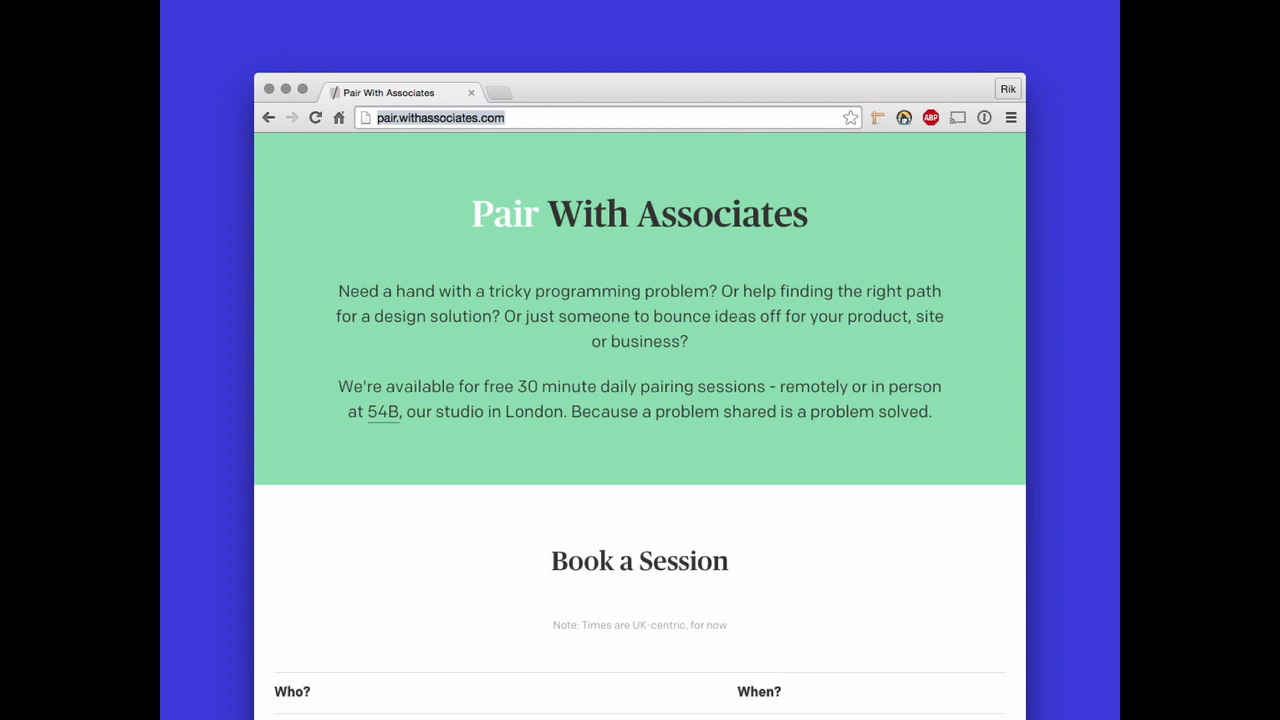 Pair With Associates
Rik
pair.withassociates.com
ABP
Pair With Associates
Need a hand with a tricky programming problem? Or help finding the right path
for a design solution? Or just someone to bounce ideas off for your product, site
or business?
We're available for free 30 minute daily pairing sessions - remotely or in person
at 54B, our studio in London. Because a problem shared is a problem solved.
Book a Session
Note: Times are UK-centric, for now
Who? When?